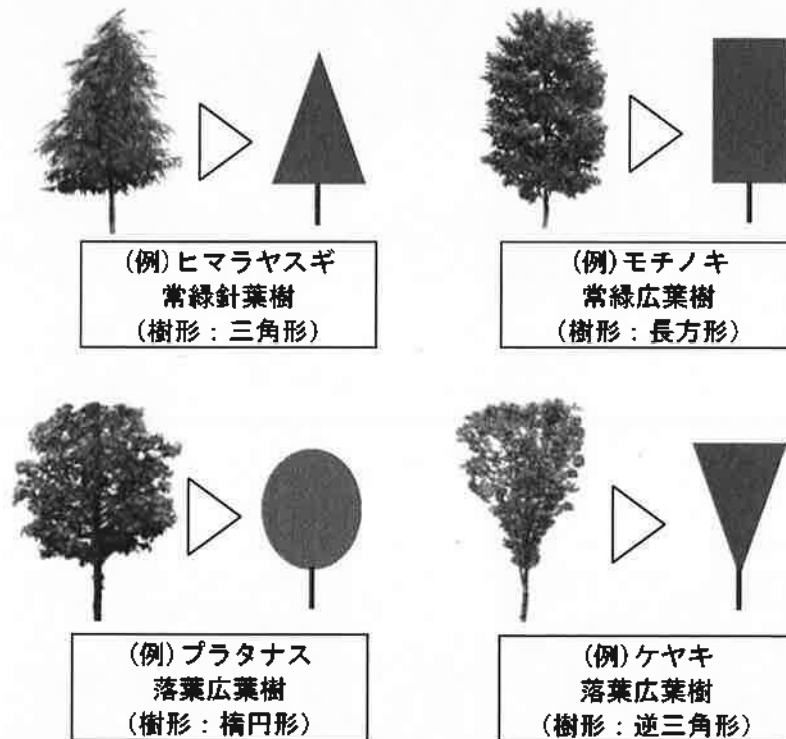 (例)ヒマラヤスギ
常緑針葉樹
(樹形：三角形)
(例)モチノキ
常緑広葉樹
(樹形：長方形)
(例)プラタナス
落葉広葉樹
(樹形：楕円形)
(例)ケヤキ
落葉広葉樹
(樹形：逆三角形)